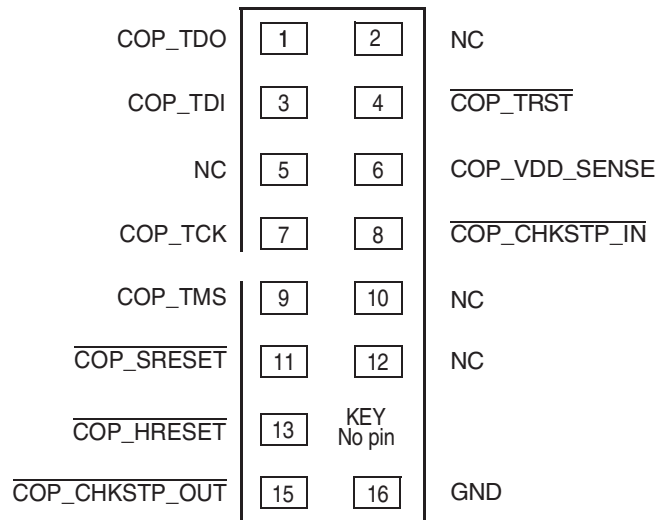 COP_TDO 1 2 NC
COP_TDI 3 4 COP_TRST
NC 5 6 COP_VDD_SENSE
COP_TCK 7 8 COP_CHKSTP_IN
COP_TMS 9 10 NC
COP_SRESET 11 12 NC
COP_HRESET 13 KEY
No pin
COP_CHKSTP_OUT 15 16 GND